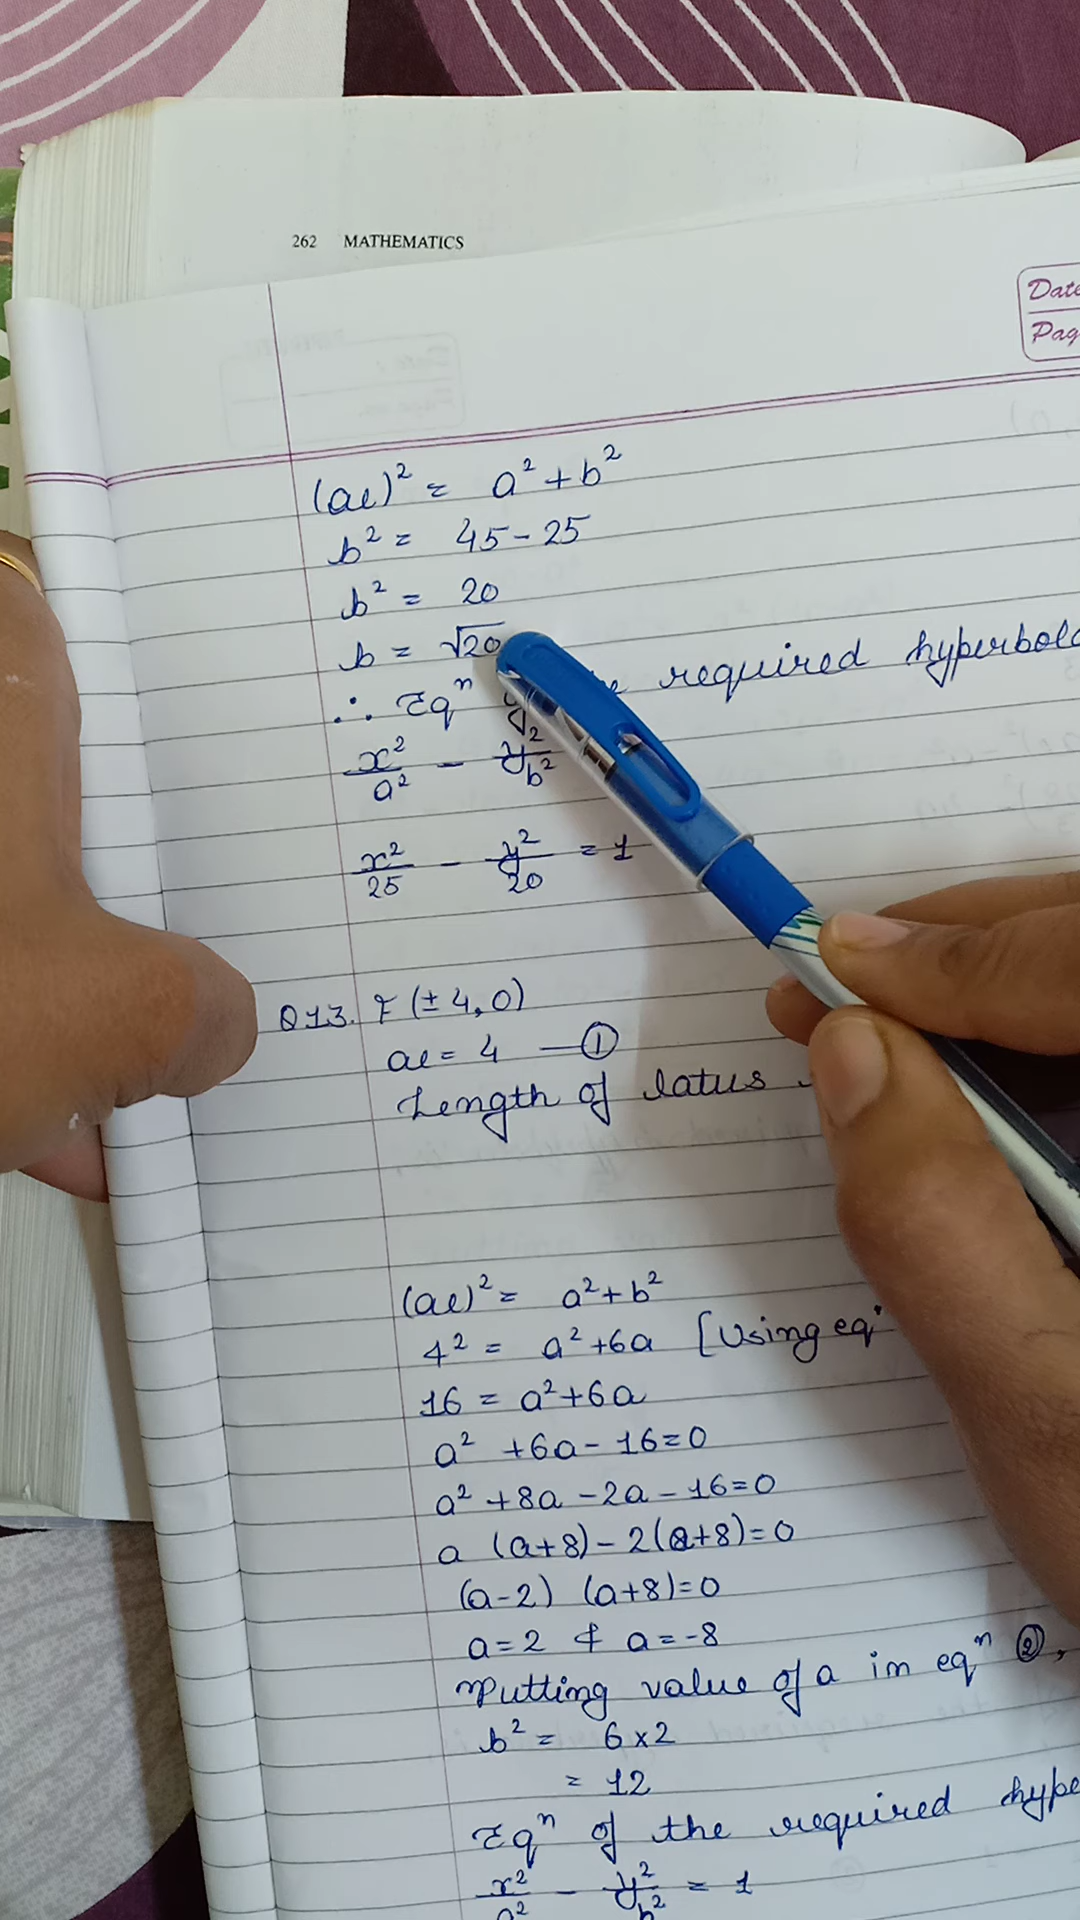 262 MATHEMATICS
Date
Pag
(ae)² = a² + b²
b² = 45 - 25
b² = 20
b = √20
∴ Eqⁿ required hyperbola
x²/a² - y²/b²
x²/25 - y²/20 = 1
Q13. F (± 4, 0)
ae = 4 — ①
Length of latus
(ae)² = a² + b²
4² = a² + 6a [Using eqⁿ
16 = a² + 6a
a² + 6a - 16 = 0
a² + 8a - 2a - 16 = 0
a (a+8) - 2(a+8) = 0
(a-2) (a+8) = 0
a = 2 & a = -8
Putting value of a in eqⁿ ②,
b² = 6 × 2
= 12
Eqⁿ of the required hype
x²/a² - y²/b² = 1